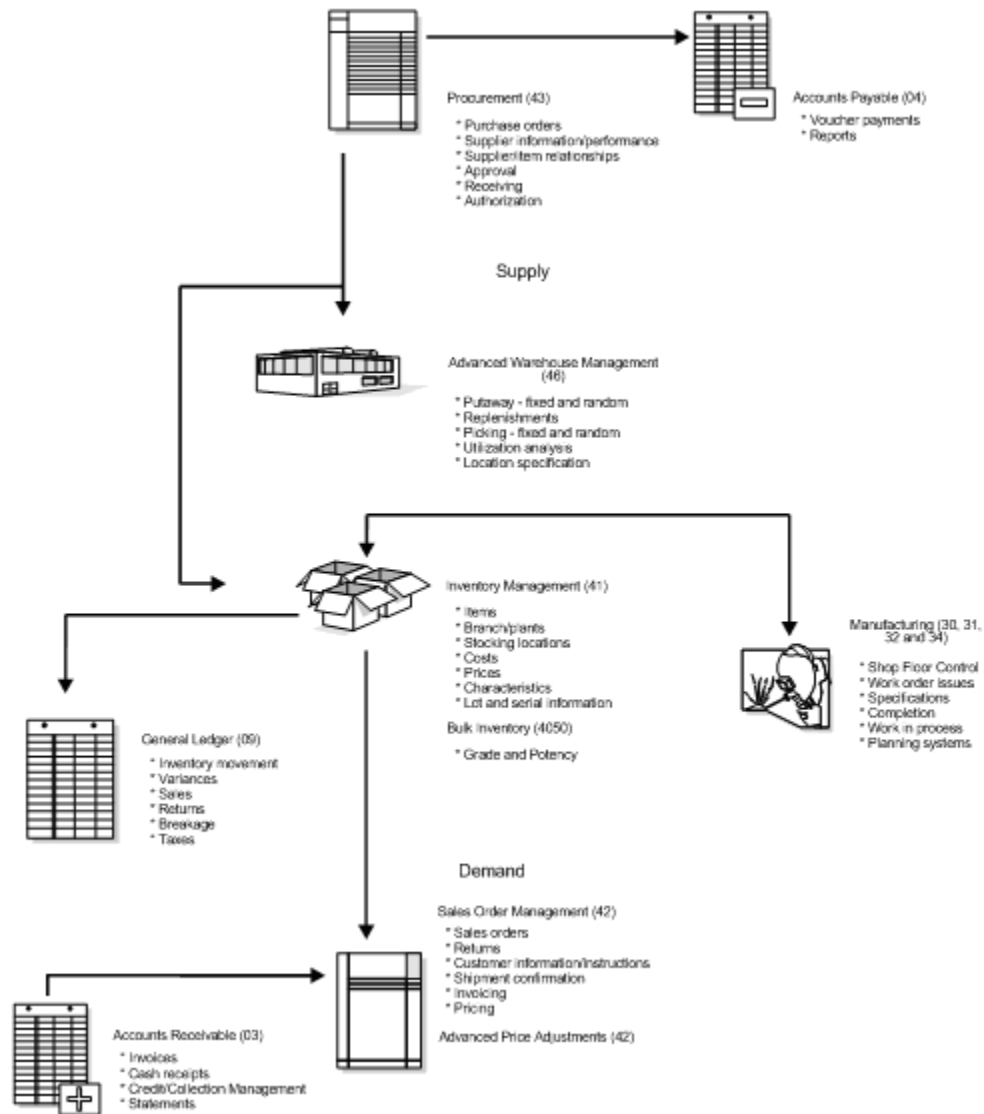 Procurement (43)
* Purchase orders
* Supplier information/performance
* Supplier/item relationships
* Approval
* Receiving
* Authorization
Accounts Payable (04)
* Voucher payments
* Reports
Supply
Advanced Warehouse Management
(46)
* Putaway - fixed and random
* Replenishments
* Picking - fixed and random
* Utilization analysis
* Location specification
Inventory Management (41)
* Items
* Branch/plants
* Stocking locations
* Costs
* Prices
* Characteristics
* Lot and serial information
Bulk Inventory (4050)
* Grade and Potency
Manufacturing (30, 31,
32 and 34)
* Shop Floor Control
* Work order issues
* Specifications
* Completion
* Work in process
* Planning systems
General Ledger (09)
* Inventory movement
* Variances
* Sales
* Returns
* Breakage
* Taxes
Demand
Sales Order Management (42)
* Sales orders
* Returns
* Customer information/instructions
* Shipment confirmation
* Invoicing
* Pricing
Advanced Price Adjustments (42)
Accounts Receivable (03)
* Invoices
* Cash receipts
* Credit/Collection Management
* Statements